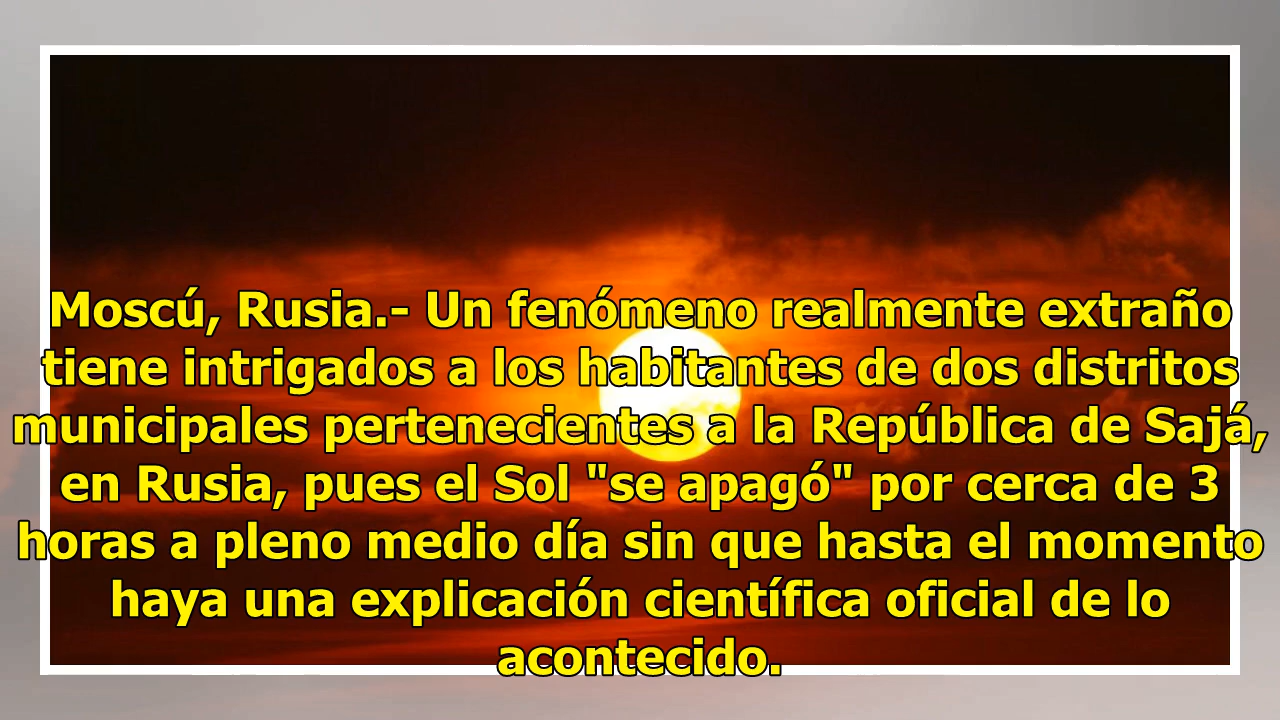 Moscú, Rusia.- Un fenómeno realmente extraño
tiene intrigados a los habitantes de dos distritos
municipales pertenecientes a la República de Sajá,
en Rusia, pues el Sol "se apagó" por cerca de 3
horas a pleno medio día sin que hasta el momento
haya una explicación científica oficial de lo
acontecido.